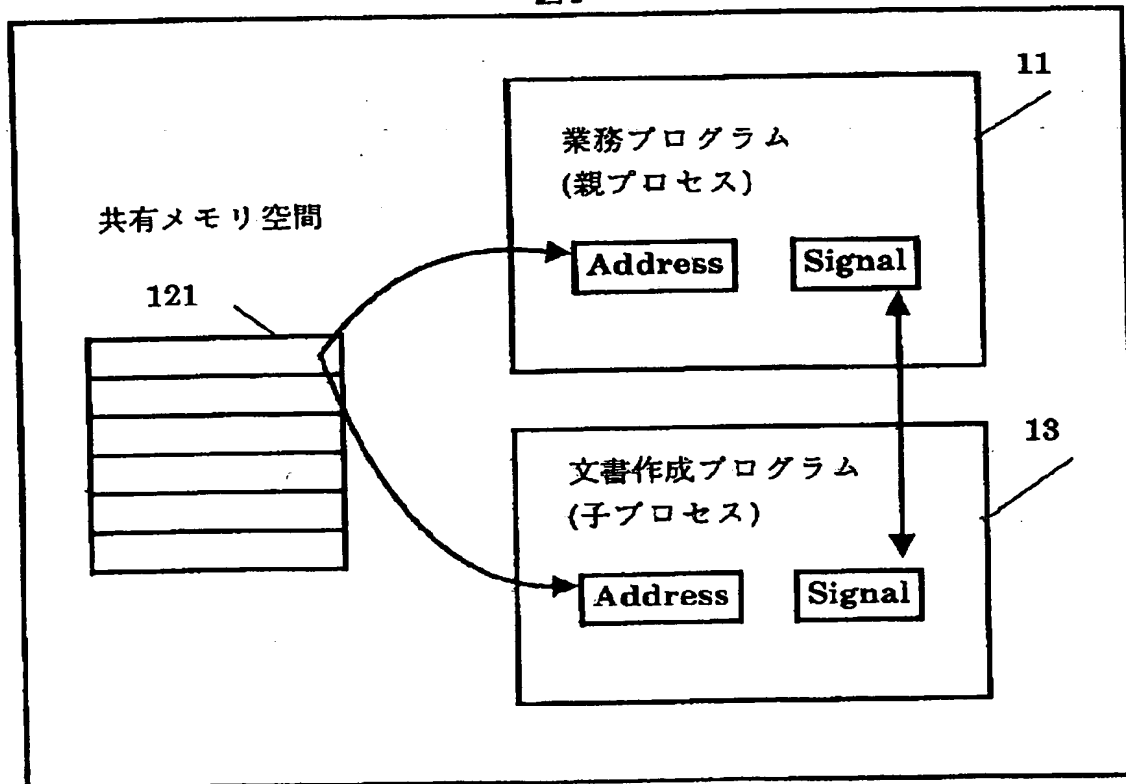 11
業務プログラム
(親プロセス)
共有メモリ空間
Address
Signal
121
13
文書作成プログラム
(子プロセス)
Address
Signal